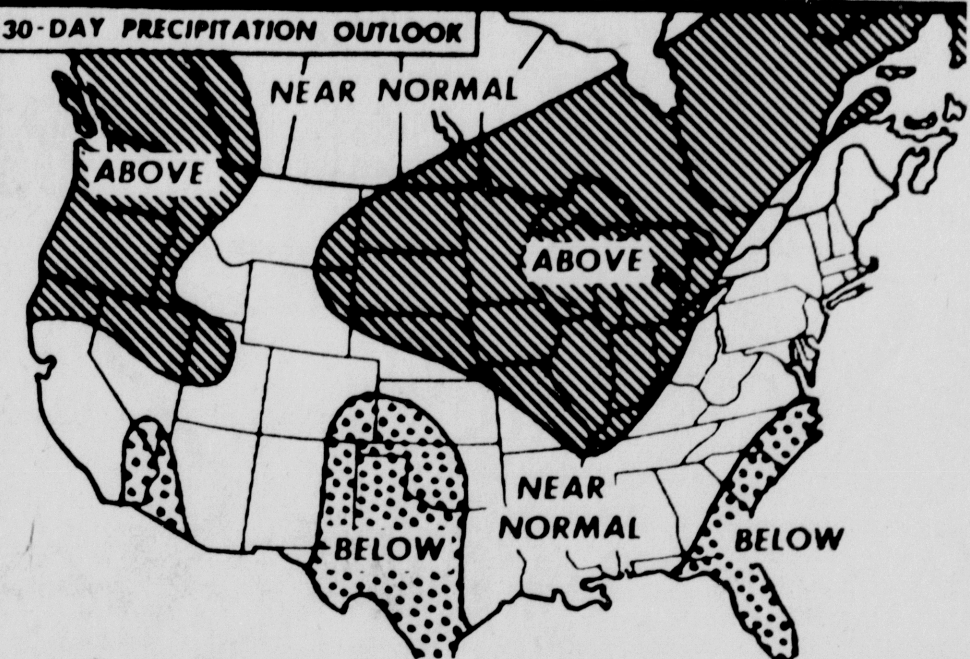 30-DAY PRECIPITATION OUTLOOK
NEAR NORMAL
ABOVE
ABOVE
NEAR
NORMAL
BELOW
BELOW